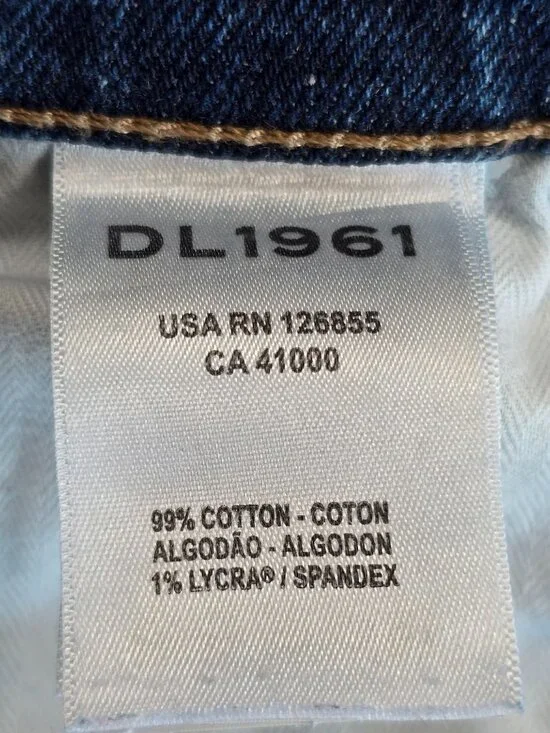 DL1961
USA RN 126855
CA 41000
99% COTTON - COTON
ALGODÃO - ALGODON
1% LYCRA® / SPANDEX